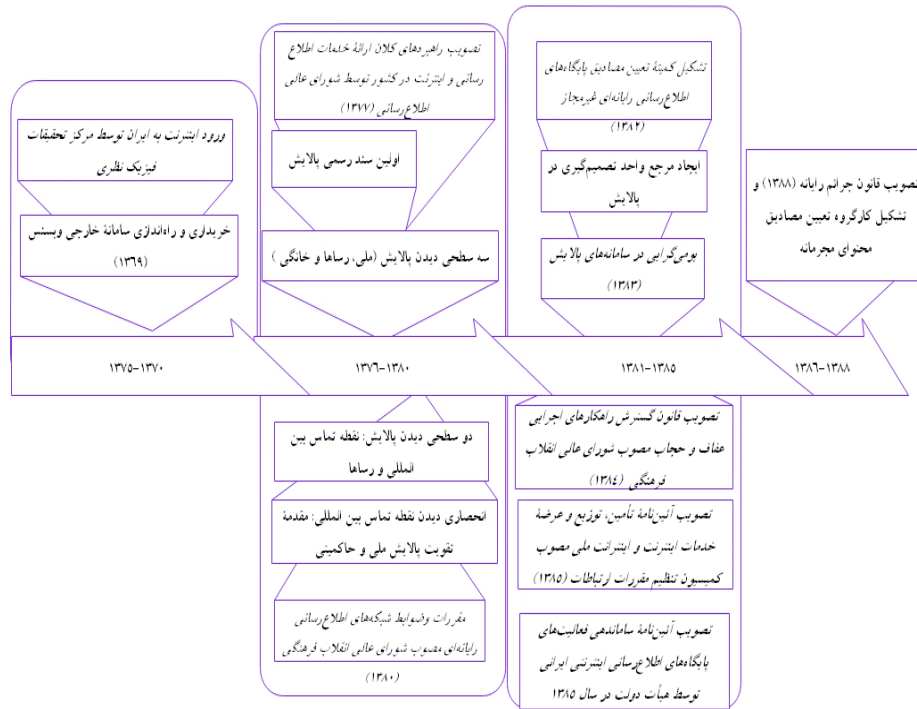 ورود اینترنت به ایران توسط مرکز تحقیقات
فیزیک نظری
خریداری و راه‌اندازی سامانهٔ خارجی وبسنس
(۱۳۶۹)
۱۳۷۵-۱۳۷۰
تصویب راهبردهای کلان ارائهٔ خدمات اطلاع
رسانی و اینترنت در کشور توسط شورای عالی
اطلاع‌رسانی (۱۳۷۷)
اولین سند رسمی پالایش
سه سطحی دیدن پالایش (ملی، رساها و خانگی )
۱۳۷۶-۱۳۸۰
دو سطحی دیدن پالایش: نقطه تماس بین
المللی و رساها
انحصاری دیدن نقطه تماس بین المللی: مقدمهٔ
تقویت پالایش ملی و حاکمیتی
مقررات وضوابط شبکه‌های اطلاع‌رسانی
رایانه‌ای مصوب شورای عالی انقلاب فرهنگی
(۱۳۸۰)
تشکیل کمیتهٔ تعیین مصادیق پایگاه‌های
اطلاع‌رسانی رایانه‌ای غیرمجاز
(۱۳۸۲)
ایجاد مرجع واحد تصمیم‌گیری در
پالایش
بومی‌گرایی در سامانه‌های پالایش
(۱۳۸۳)
۱۳۸۱-۱۳۸۵
تصویب قانون گسترش راهکارهای اجرایی
عفاف و حجاب مصوب شورای عالی انقلاب
فرهنگی (۱۳۸۴)
تصویب آئین‌نامهٔ تأمین، توزیع و عرضهٔ
خدمات اینترنت و اینترانت ملی مصوب
کمیسیون تنظیم مقررات ارتباطات (۱۳۸۵)
تصویب آئین‌نامهٔ ساماندهی فعالیت‌های
پایگاه‌های اطلاع‌رسانی اینترنتی ایرانی
توسط هیأت دولت در سال ۱۳۸۵
تصویب قانون جرائم رایانه (۱۳۸۸) و
تشکیل کارگروه تعیین مصادیق
محتوای مجرمانه
۱۳۸۶-۱۳۸۸